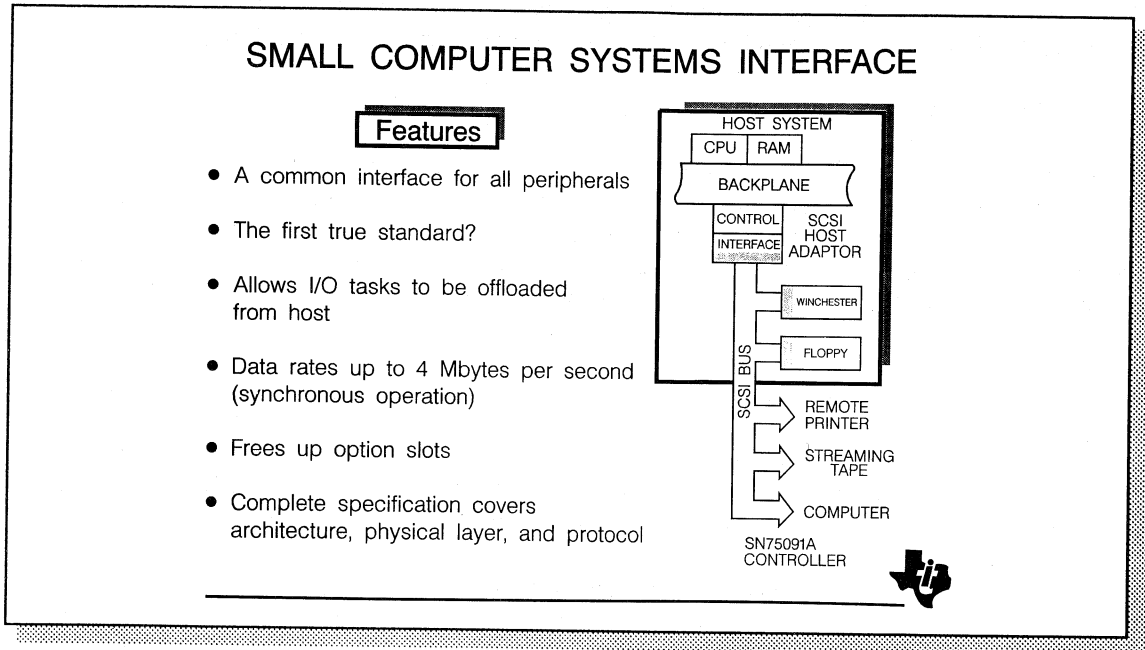 SMALL COMPUTER SYSTEMS INTERFACE
Features
● A common interface for all peripherals
● The first true standard?
● Allows I/O tasks to be offloaded
from host
● Data rates up to 4 Mbytes per second
(synchronous operation)
● Frees up option slots
● Complete specification covers
architecture, physical layer, and protocol
HOST SYSTEM
CPU RAM
BACKPLANE
CONTROL
INTERFACE
SCSI
HOST
ADAPTOR
WINCHESTER
FLOPPY
SCSI BUS
REMOTE
PRINTER
STREAMING
TAPE
COMPUTER
SN75091A
CONTROLLER
ti